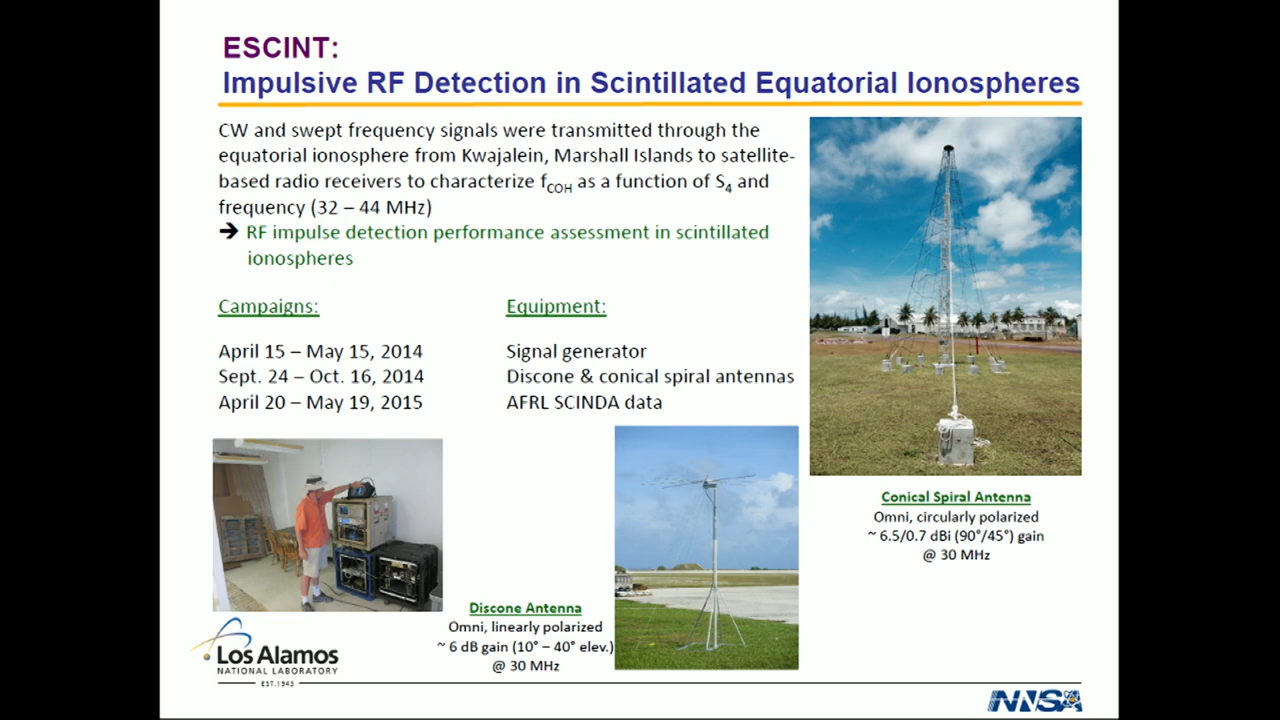 ESCINT:
Impulsive RF Detection in Scintillated Equatorial Ionospheres
CW and swept frequency signals were transmitted through the
equatorial ionosphere from Kwajalein, Marshall Islands to satellite-
based radio receivers to characterize fCOH as a function of S4 and
frequency (32 – 44 MHz)
➔ RF impulse detection performance assessment in scintillated
ionospheres
Campaigns:
April 15 – May 15, 2014
Sept. 24 – Oct. 16, 2014
April 20 – May 19, 2015
Equipment:
Signal generator
Discone & conical spiral antennas
AFRL SCINDA data
Conical Spiral Antenna
Omni, circularly polarized
~ 6.5/0.7 dBi (90°/45°) gain
@ 30 MHz
Discone Antenna
Omni, linearly polarized
~ 6 dB gain (10° – 40° elev.)
@ 30 MHz
Los Alamos
NATIONAL LABORATORY
EST.1943
NNSA